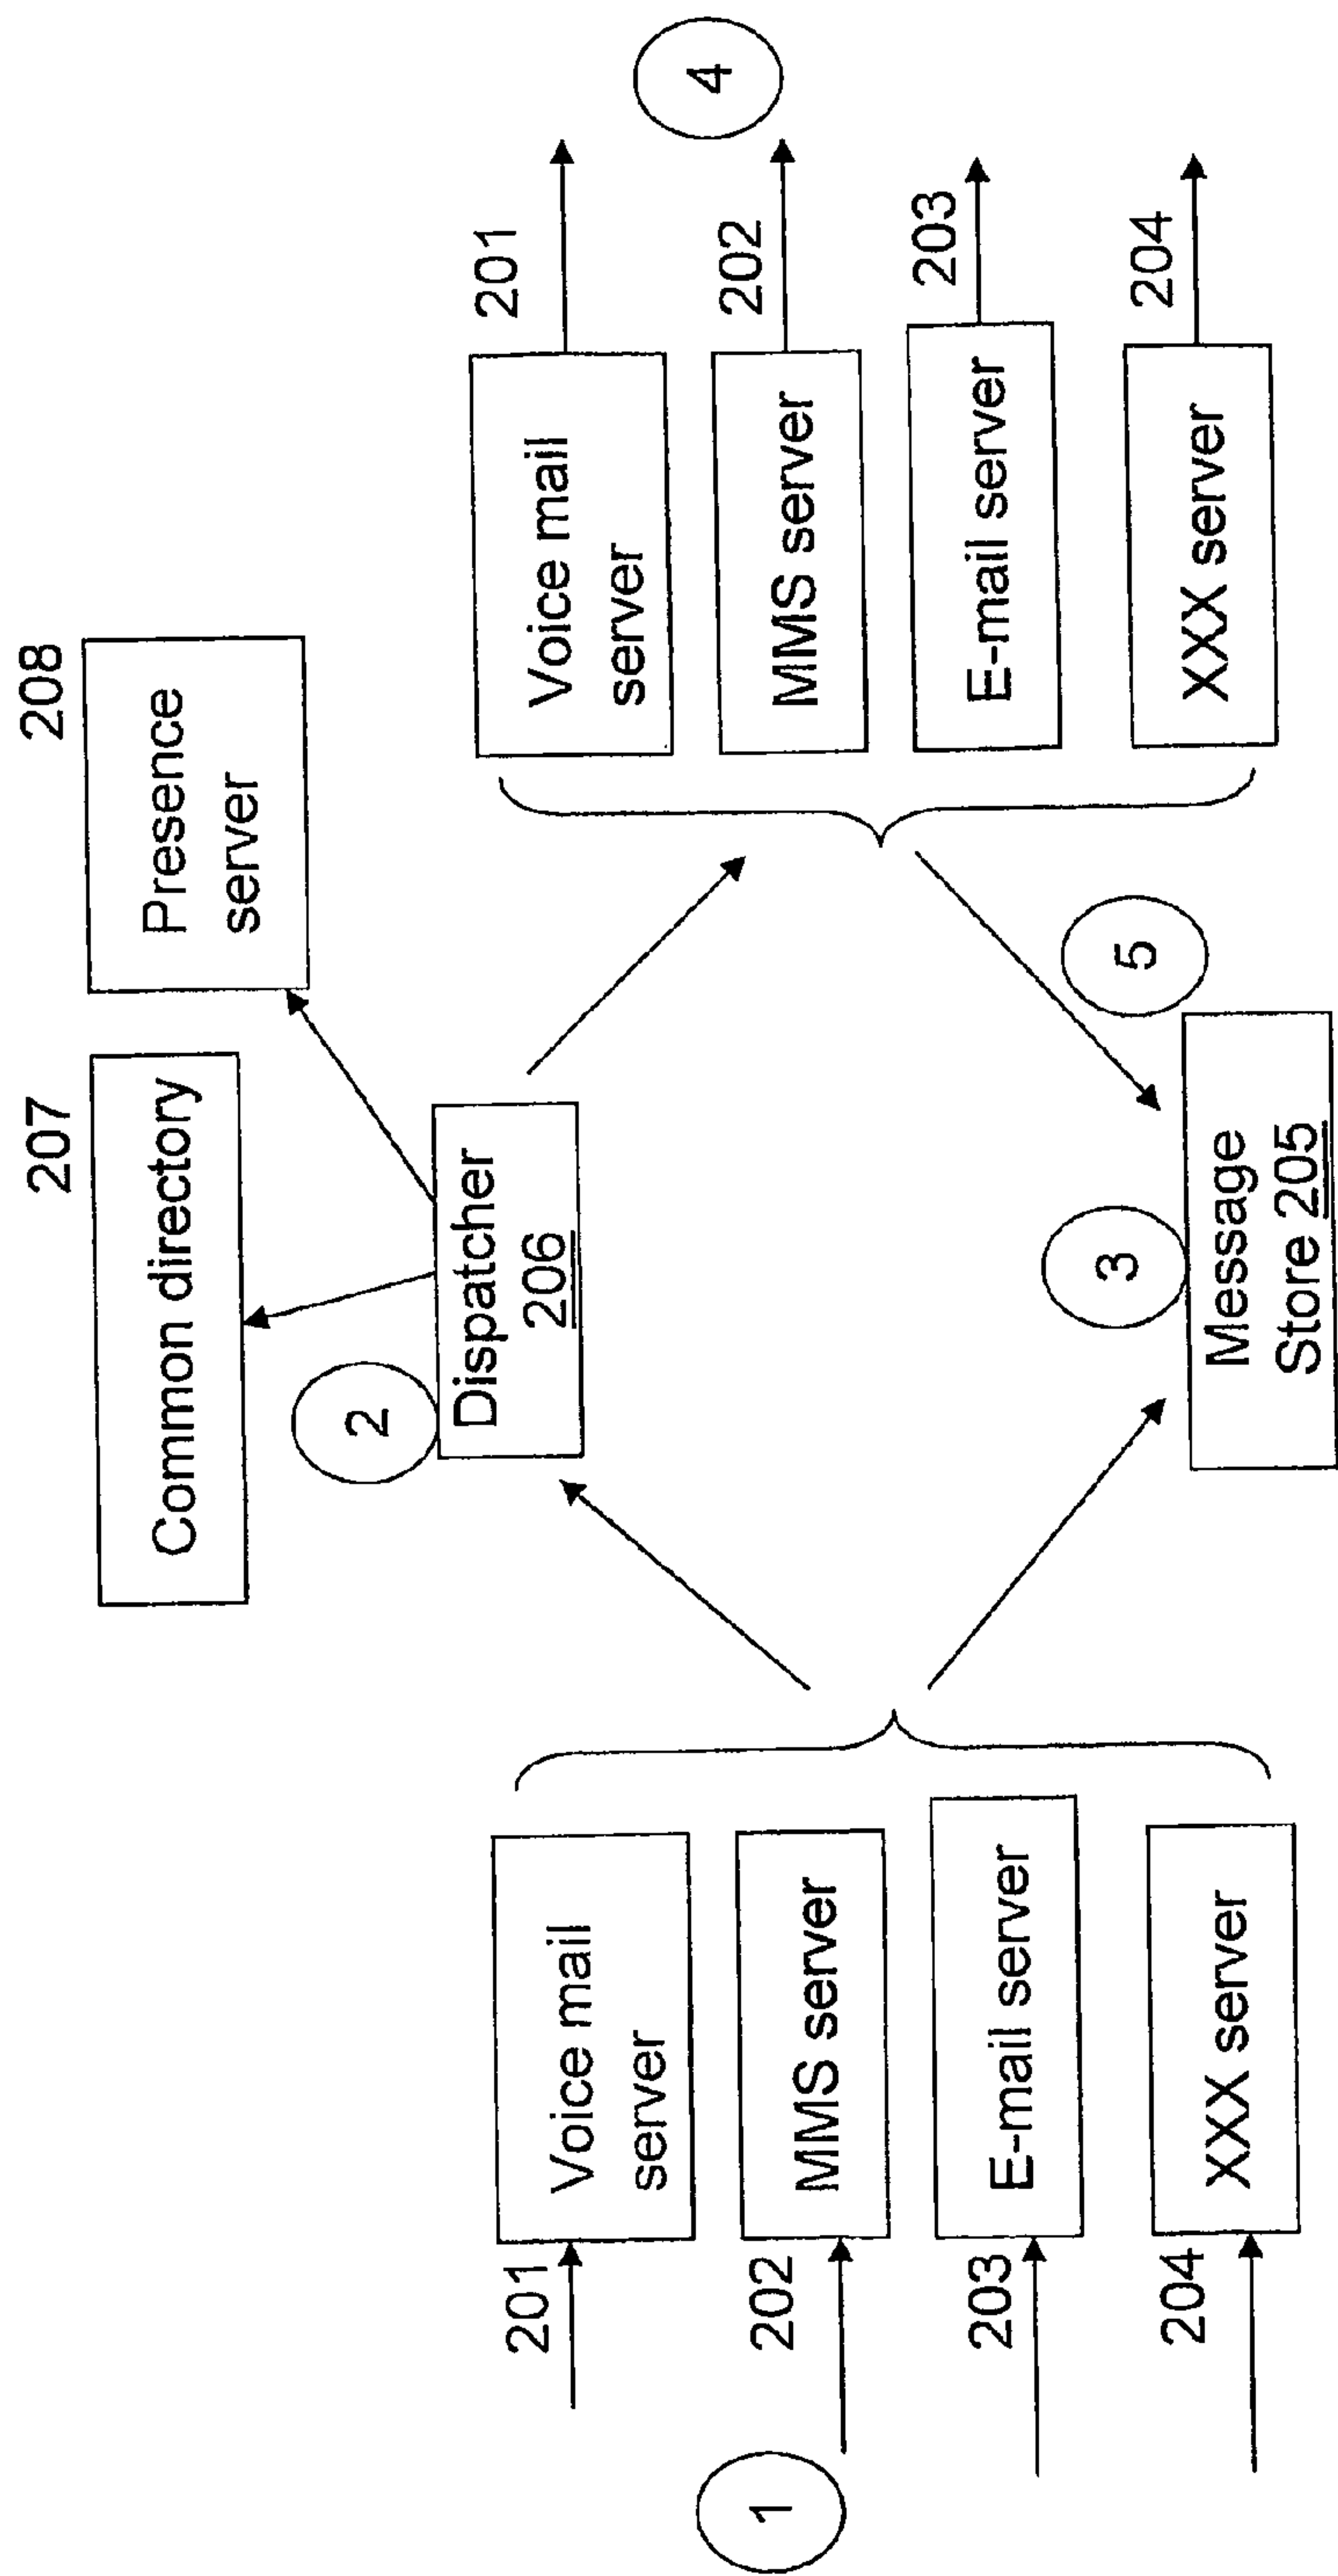 207
208
Common directory
Presence
server
2
Dispatcher
206
201
Voice mail
server
202
MMS server
203
E-mail server
204
XXX server
1
201
Voice mail
server
202
MMS server
203
E-mail server
204
XXX server
4
3
5
Message
Store 205